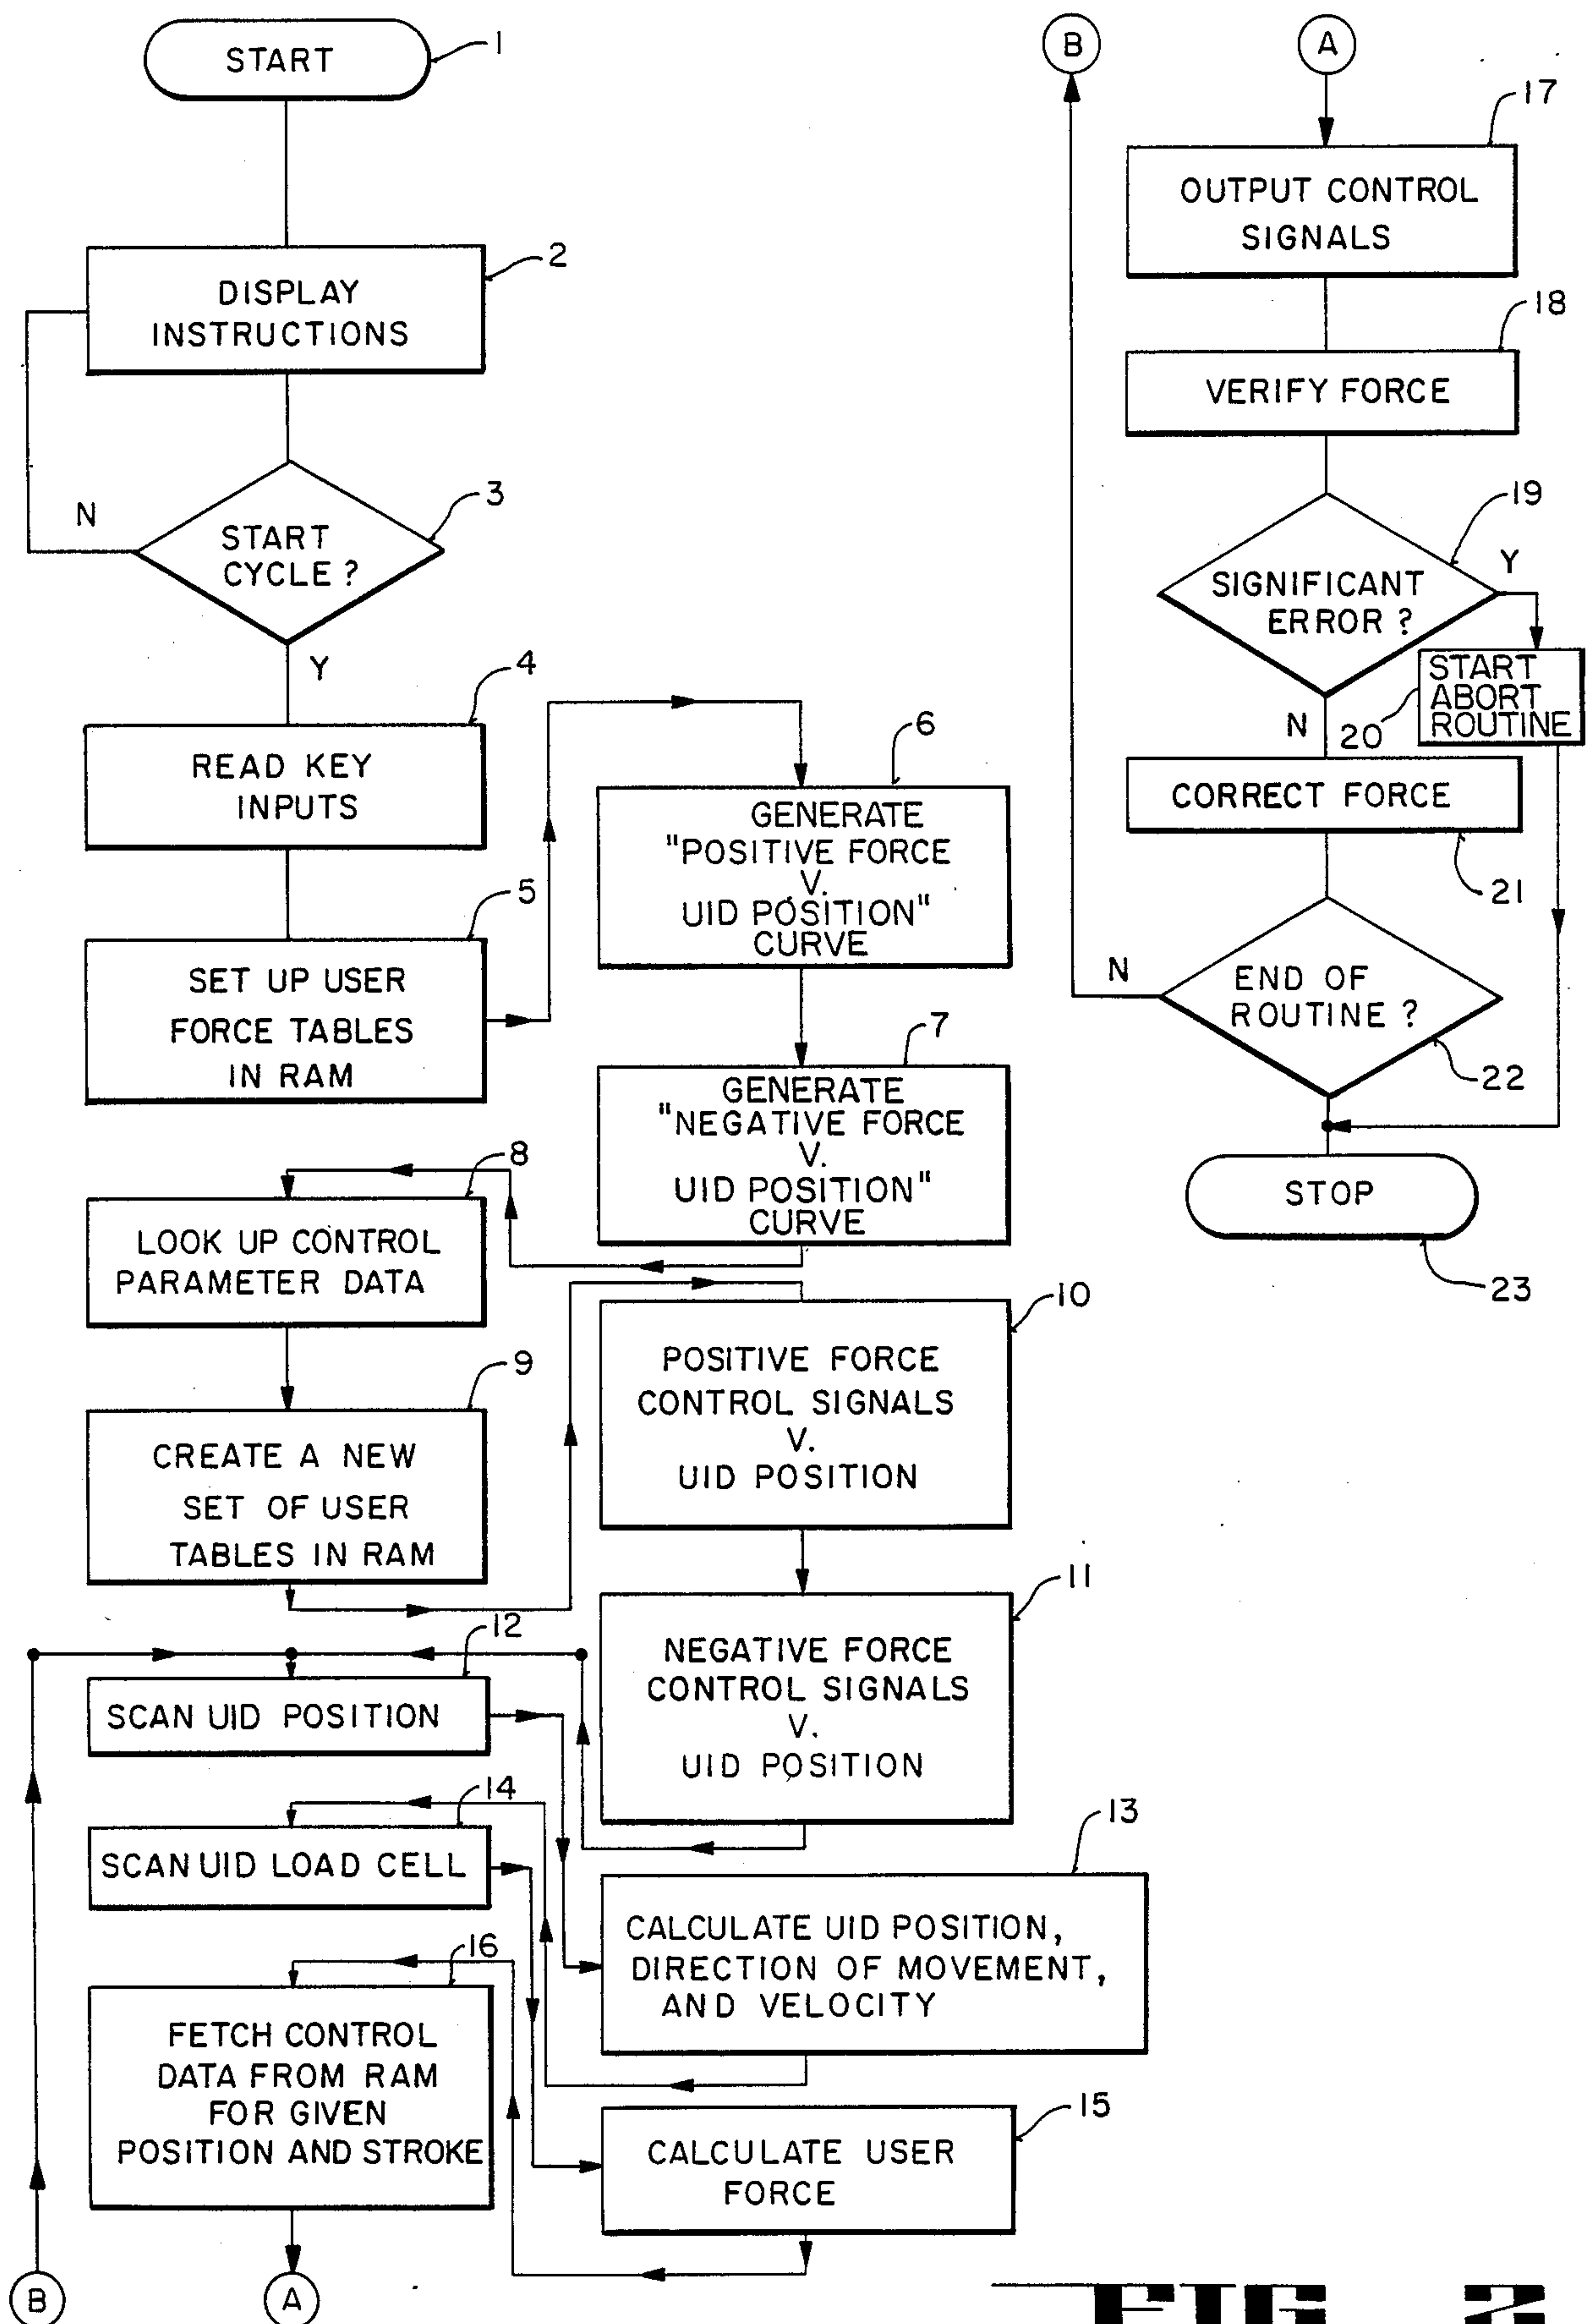 START
1
DISPLAY
INSTRUCTIONS
2
START
CYCLE?
3
N
Y
READ KEY
INPUTS
4
SET UP USER
FORCE TABLES
IN RAM
5
GENERATE
"POSITIVE FORCE
V.
UID POSITION"
CURVE
6
GENERATE
"NEGATIVE FORCE
V.
UID POSITION"
CURVE
7
LOOK UP CONTROL
PARAMETER DATA
8
CREATE A NEW
SET OF USER
TABLES IN RAM
9
POSITIVE FORCE
CONTROL SIGNALS
V.
UID POSITION
10
NEGATIVE FORCE
CONTROL SIGNALS
V.
UID POSITION
11
SCAN UID POSITION
12
CALCULATE UID POSITION,
DIRECTION OF MOVEMENT,
AND VELOCITY
13
SCAN UID LOAD CELL
14
CALCULATE USER
FORCE
15
FETCH CONTROL
DATA FROM RAM
FOR GIVEN
POSITION AND STROKE
16
B
A
B
A
OUTPUT CONTROL
SIGNALS
17
VERIFY FORCE
18
SIGNIFICANT
ERROR?
19
Y
N
START
ABORT
ROUTINE
20
CORRECT FORCE
21
END OF
ROUTINE?
22
N
STOP
23
FIG. 2